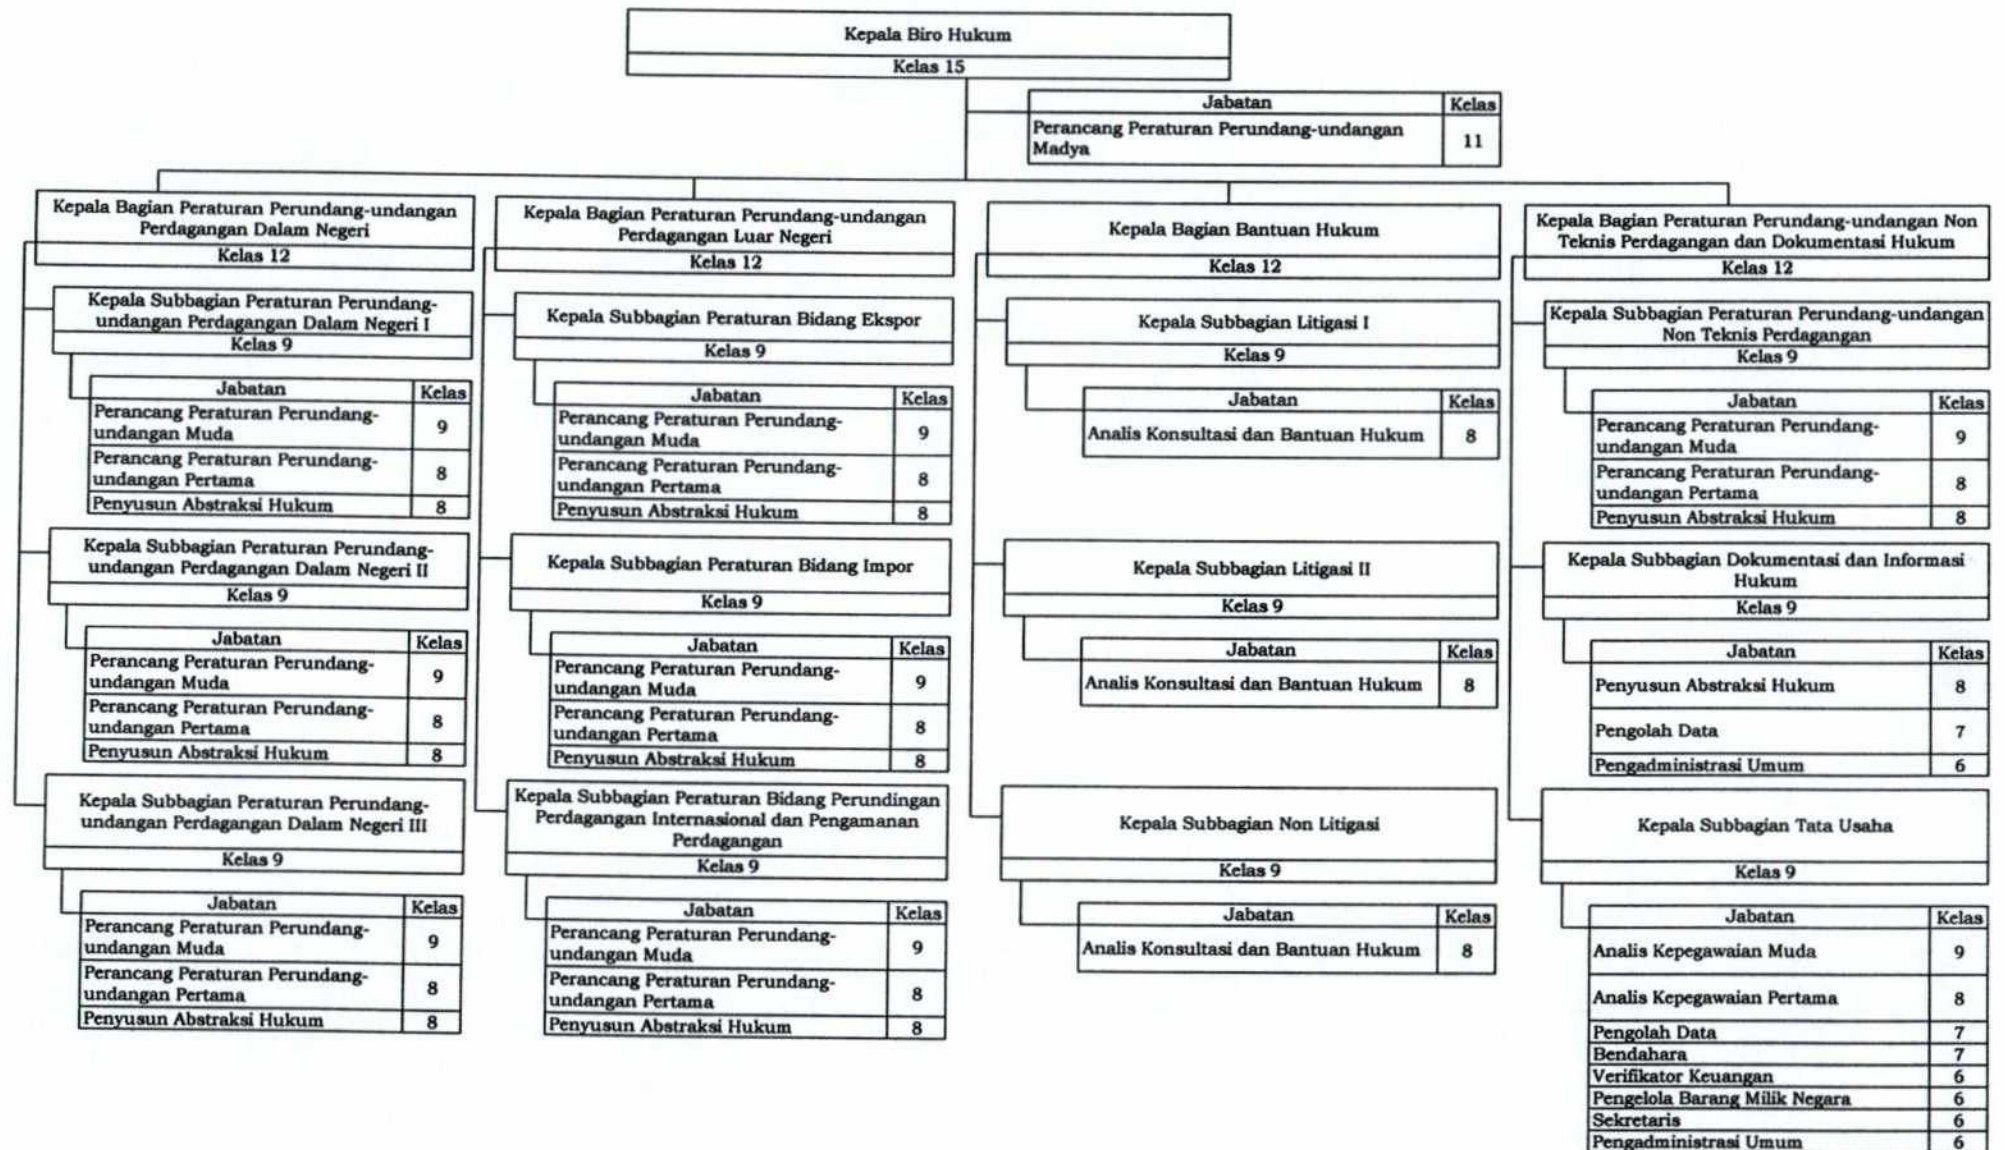 Kepala Biro Hukum
Kelas 15
Jabatan Kelas
Perancang Peraturan Perundang-undangan
Madya
11
Kepala Bagian Peraturan Perundang-undangan
Perdagangan Dalam Negeri
Kelas 12
Kepala Subbagian Peraturan Perundang-
undangan Perdagangan Dalam Negeri I
Kelas 9
Jabatan Kelas
Perancang Peraturan Perundang-
undangan Muda
9
Perancang Peraturan Perundang-
undangan Pertama
8
Penyusun Abstraksi Hukum 8
Kepala Subbagian Peraturan Perundang-
undangan Perdagangan Dalam Negeri II
Kelas 9
Jabatan Kelas
Perancang Peraturan Perundang-
undangan Muda
9
Perancang Peraturan Perundang-
undangan Pertama
8
Penyusun Abstraksi Hukum 8
Kepala Subbagian Peraturan Perundang-
undangan Perdagangan Dalam Negeri III
Kelas 9
Jabatan Kelas
Perancang Peraturan Perundang-
undangan Muda
9
Perancang Peraturan Perundang-
undangan Pertama
8
Penyusun Abstraksi Hukum 8
Kepala Bagian Peraturan Perundang-undangan
Perdagangan Luar Negeri
Kelas 12
Kepala Subbagian Peraturan Bidang Ekspor
Kelas 9
Jabatan Kelas
Perancang Peraturan Perundang-
undangan Muda
9
Perancang Peraturan Perundang-
undangan Pertama
8
Penyusun Abstraksi Hukum 8
Kepala Subbagian Peraturan Bidang Impor
Kelas 9
Jabatan Kelas
Perancang Peraturan Perundang-
undangan Muda
9
Perancang Peraturan Perundang-
undangan Pertama
8
Penyusun Abstraksi Hukum 8
Kepala Subbagian Peraturan Bidang Perundingan
Perdagangan Internasional dan Pengamanan
Perdagangan
Kelas 9
Jabatan Kelas
Perancang Peraturan Perundang-
undangan Muda
9
Perancang Peraturan Perundang-
undangan Pertama
8
Penyusun Abstraksi Hukum 8
Kepala Bagian Bantuan Hukum
Kelas 12
Kepala Subbagian Litigasi I
Kelas 9
Jabatan Kelas
Analis Konsultasi dan Bantuan Hukum 8
Kepala Subbagian Litigasi II
Kelas 9
Jabatan Kelas
Analis Konsultasi dan Bantuan Hukum 8
Kepala Subbagian Non Litigasi
Kelas 9
Jabatan Kelas
Analis Konsultasi dan Bantuan Hukum 8
Kepala Bagian Peraturan Perundang-undangan Non
Teknis Perdagangan dan Dokumentasi Hukum
Kelas 12
Kepala Subbagian Peraturan Perundang-undangan
Non Teknis Perdagangan
Kelas 9
Jabatan Kelas
Perancang Peraturan Perundang-
undangan Muda
9
Perancang Peraturan Perundang-
undangan Pertama
8
Penyusun Abstraksi Hukum 8
Kepala Subbagian Dokumentasi dan Informasi
Hukum
Kelas 9
Jabatan Kelas
Penyusun Abstraksi Hukum 8
Pengolah Data 7
Pengadministrasi Umum 6
Kepala Subbagian Tata Usaha
Kelas 9
Jabatan Kelas
Analis Kepegawaian Muda 9
Analis Kepegawaian Pertama 8
Pengolah Data 7
Bendahara 7
Verifikator Keuangan 6
Pengelola Barang Milik Negara 6
Sekretaris 6
Pengadministrasi Umum 6